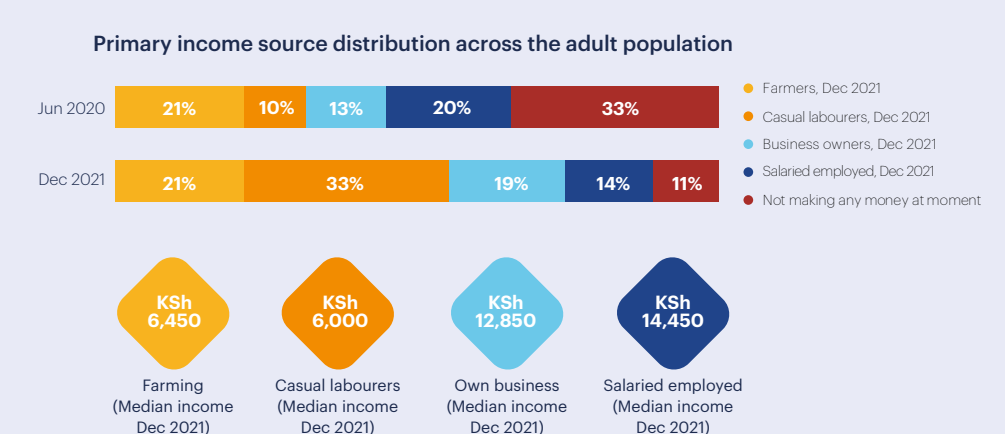 Primary income source distribution across the adult population
Jun 2020
21%
10%
13%
20%
33%
Dec 2021
21%
33%
19%
14%
11%
Farmers, Dec 2021
Casual labourers, Dec 2021
Business owners, Dec 2021
Salaried employed, Dec 2021
Not making any money at moment
KSh
6,450
Farming
(Median income
Dec 2021)
KSh
6,000
Casual labourers
(Median income
Dec 2021)
KSh
12,850
Own business
(Median income
Dec 2021)
KSh
14,450
Salaried employed
(Median income
Dec 2021)